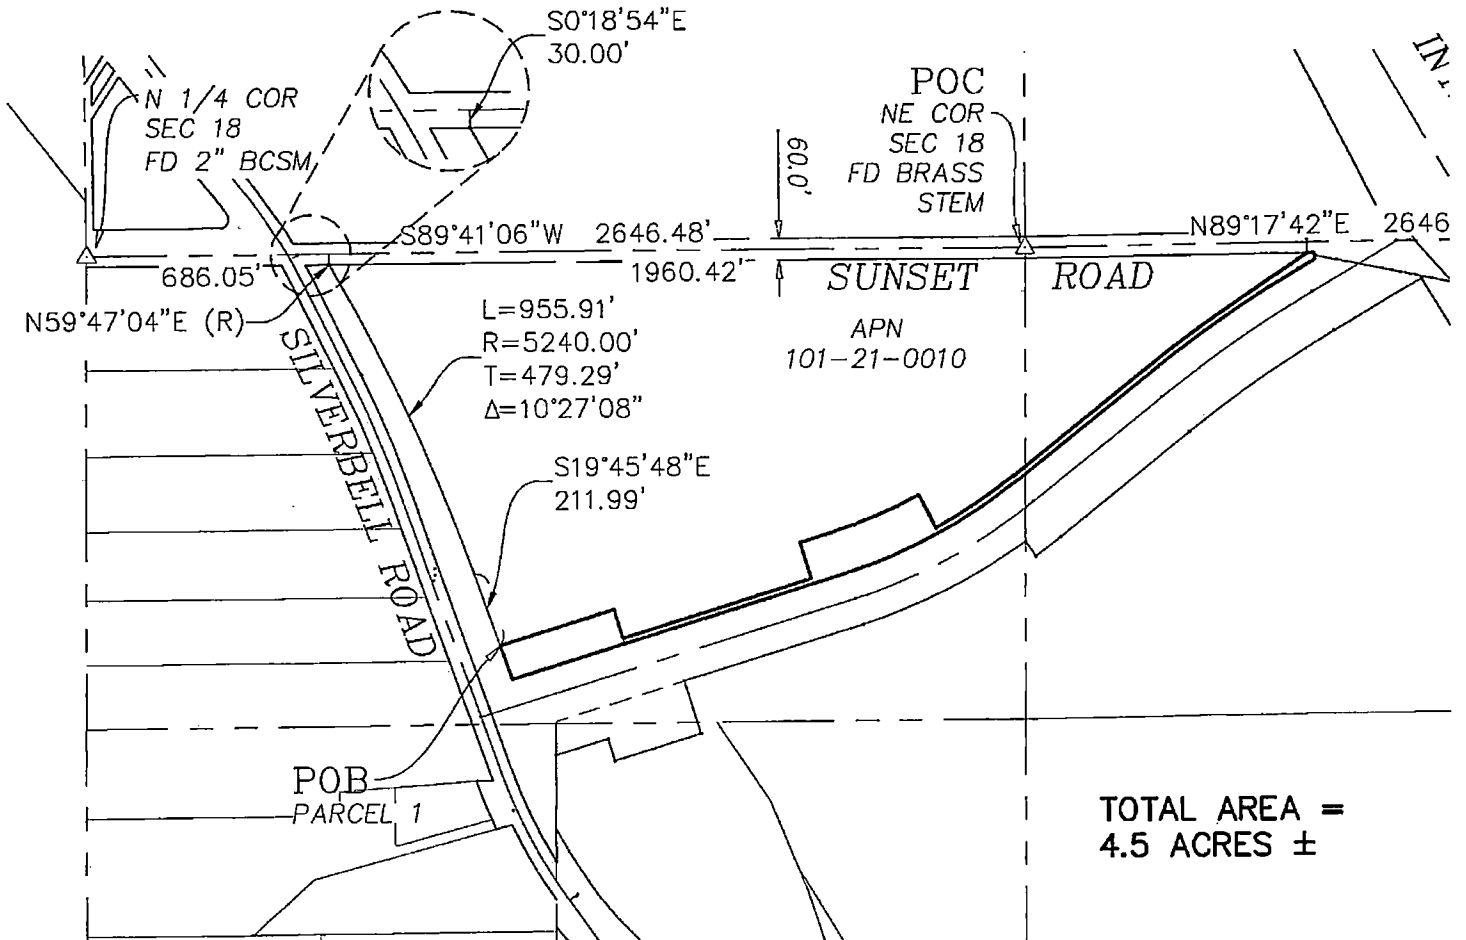 S0°18'54"E
30.00'
N 1/4 COR
SEC 18
FD 2" BCSM
POC
NE COR
SEC 18
FD BRASS
STEM
60.0'
S89°41'06"W 2646.48'
N89°17'42"E 2646
686.05'
1960.42'
SUNSET ROAD
N59°47'04"E (R)
L=955.91'
R=5240.00'
T=479.29'
Δ=10°27'08"
APN
101-21-0010
SILVERBELL ROAD
S19°45'48"E
211.99'
POB
PARCEL 1
TOTAL AREA =
4.5 ACRES ±